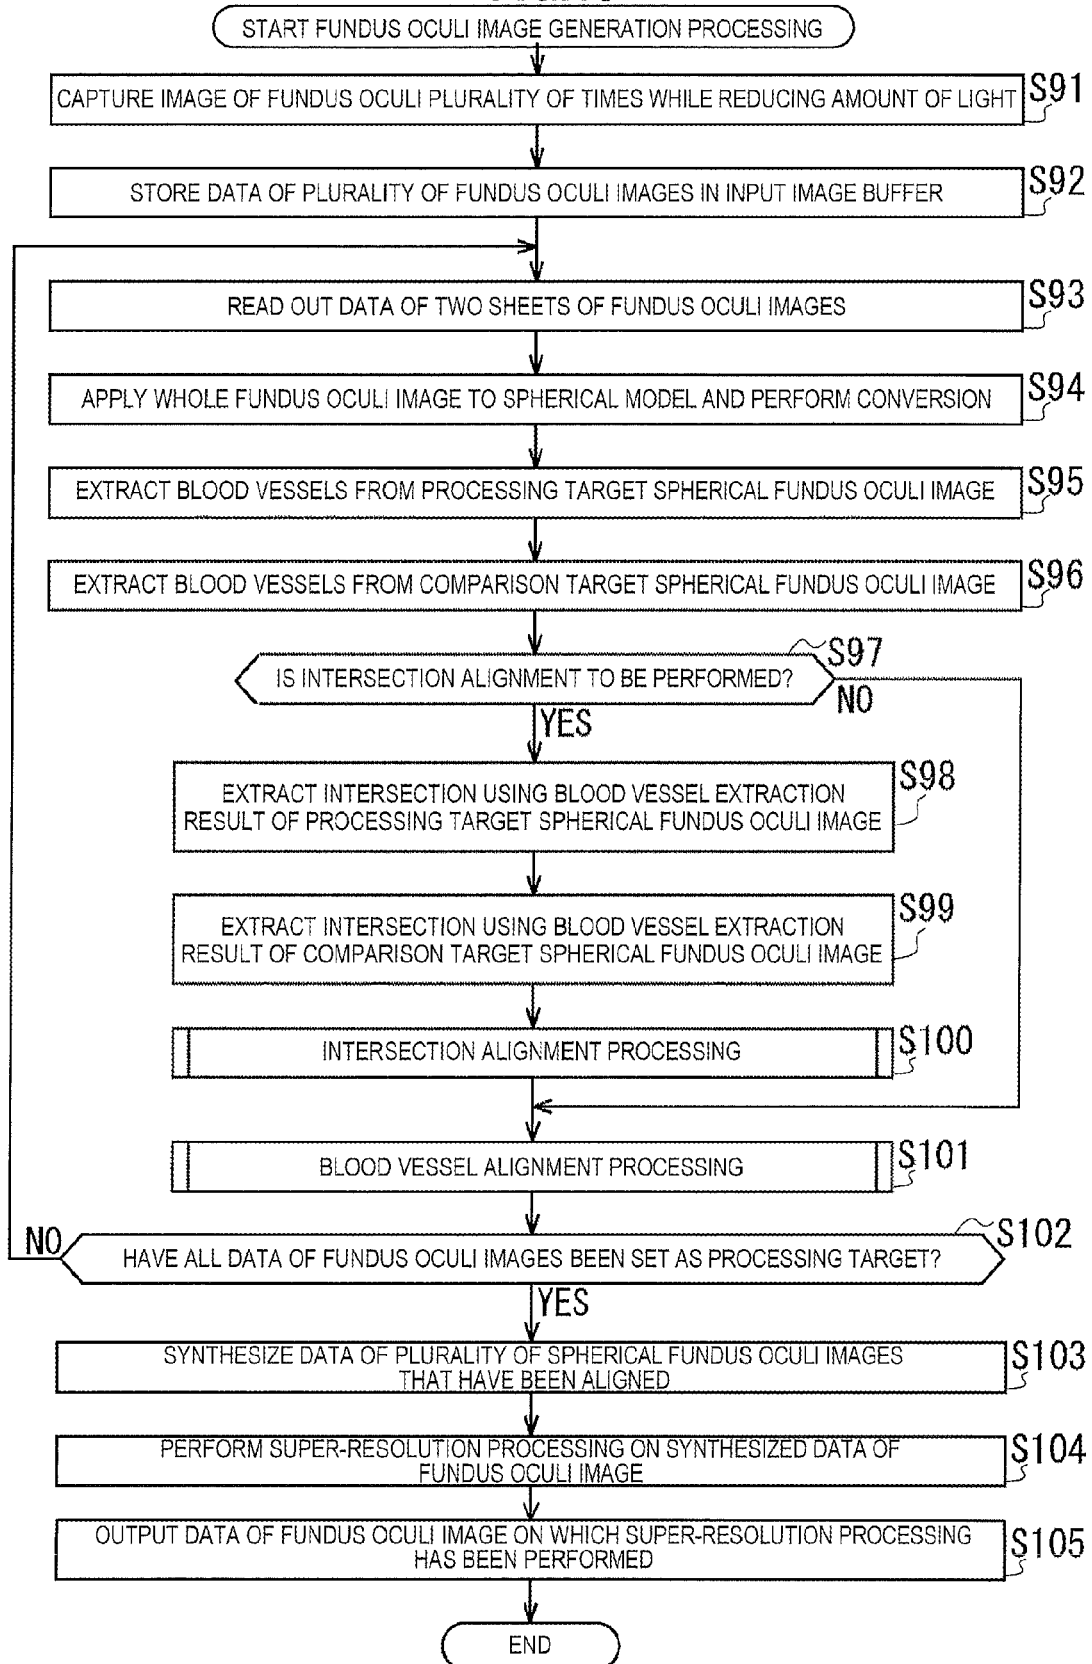 START FUNDUS OCULI IMAGE GENERATION PROCESSING
CAPTURE IMAGE OF FUNDUS OCULI PLURALITY OF TIMES WHILE REDUCING AMOUNT OF LIGHT
S91
STORE DATA OF PLURALITY OF FUNDUS OCULI IMAGES IN INPUT IMAGE BUFFER
S92
READ OUT DATA OF TWO SHEETS OF FUNDUS OCULI IMAGES
S93
APPLY WHOLE FUNDUS OCULI IMAGE TO SPHERICAL MODEL AND PERFORM CONVERSION
S94
EXTRACT BLOOD VESSELS FROM PROCESSING TARGET SPHERICAL FUNDUS OCULI IMAGE
S95
EXTRACT BLOOD VESSELS FROM COMPARISON TARGET SPHERICAL FUNDUS OCULI IMAGE
S96
IS INTERSECTION ALIGNMENT TO BE PERFORMED?
S97
NO
YES
EXTRACT INTERSECTION USING BLOOD VESSEL EXTRACTION
RESULT OF PROCESSING TARGET SPHERICAL FUNDUS OCULI IMAGE
S98
EXTRACT INTERSECTION USING BLOOD VESSEL EXTRACTION
RESULT OF COMPARISON TARGET SPHERICAL FUNDUS OCULI IMAGE
S99
INTERSECTION ALIGNMENT PROCESSING
S100
BLOOD VESSEL ALIGNMENT PROCESSING
S101
NO
HAVE ALL DATA OF FUNDUS OCULI IMAGES BEEN SET AS PROCESSING TARGET?
S102
YES
SYNTHESIZE DATA OF PLURALITY OF SPHERICAL FUNDUS OCULI IMAGES
THAT HAVE BEEN ALIGNED
S103
PERFORM SUPER-RESOLUTION PROCESSING ON SYNTHESIZED DATA OF
FUNDUS OCULI IMAGE
S104
OUTPUT DATA OF FUNDUS OCULI IMAGE ON WHICH SUPER-RESOLUTION PROCESSING
HAS BEEN PERFORMED
S105
END